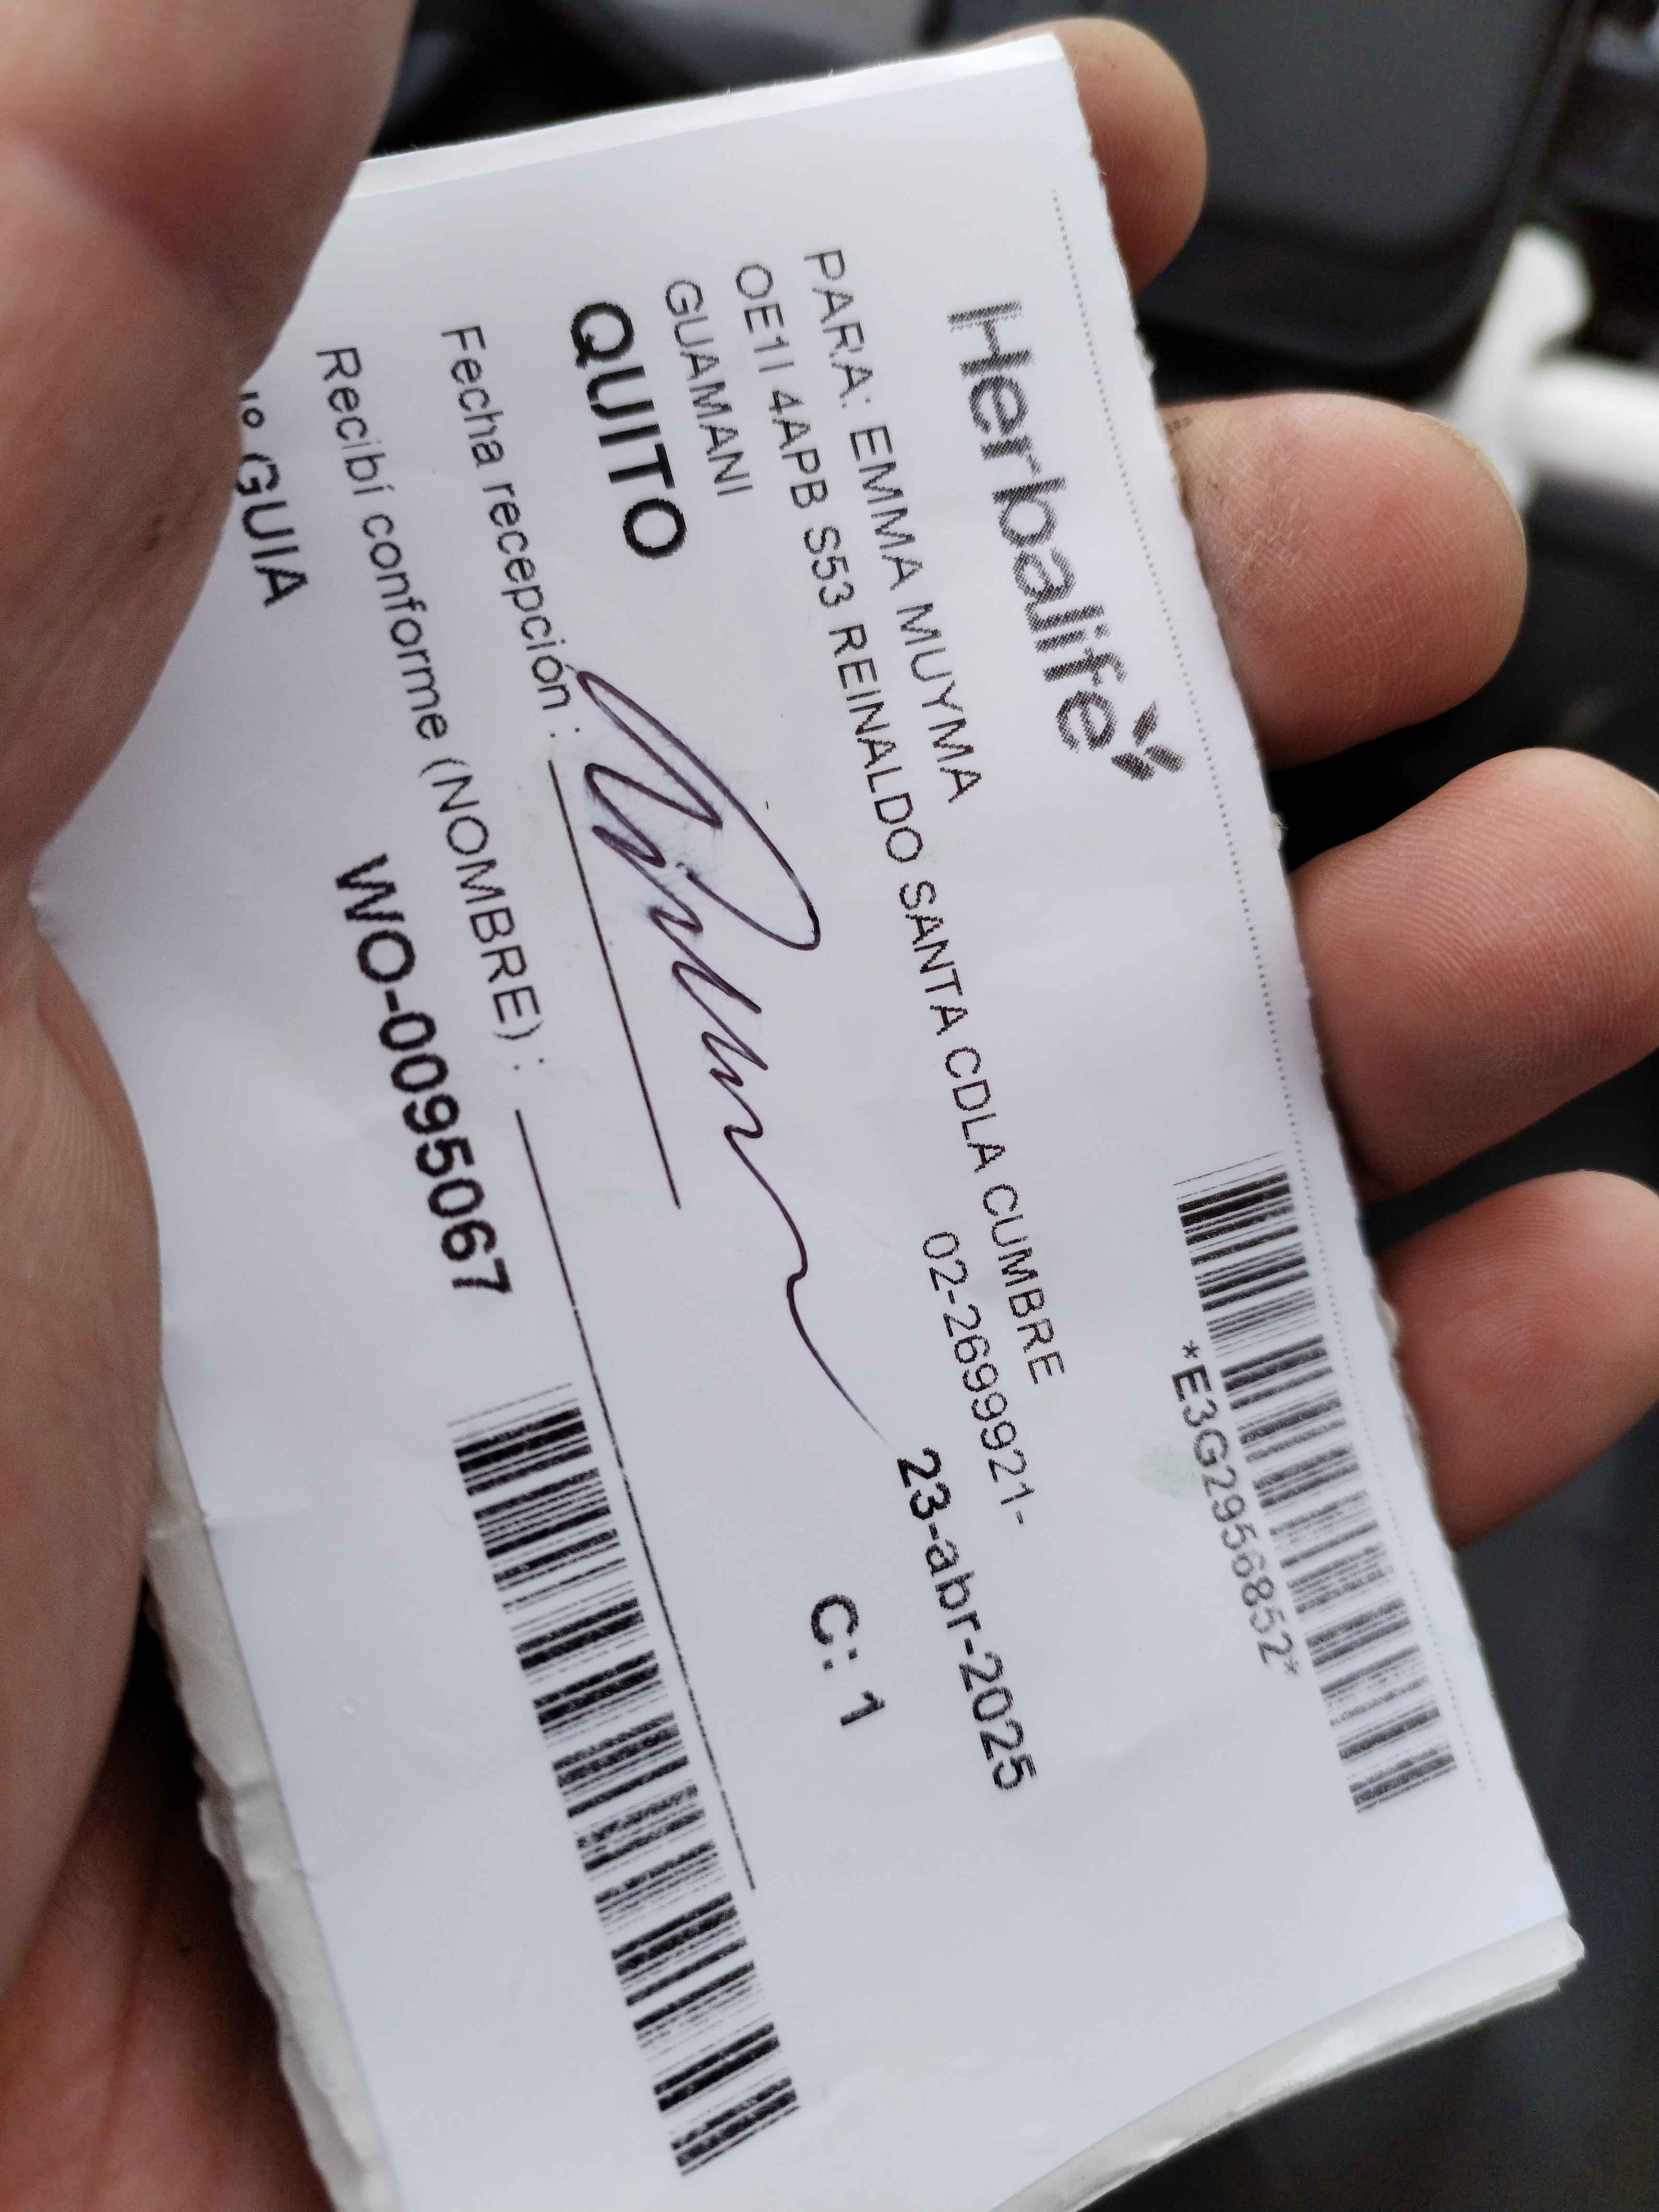 Herbalife
*E3G2956852*
PARA: EMMA MUYMA
OE1I 4APB S53 REINALDO SANTA CDLA CUMBRE
GUAMANI 02-2699921-
QUITO 23-abr-2025
C: 1
Fecha recepción :
Recibí conforme (NOMBRE) :
º GUIA WO-0095067